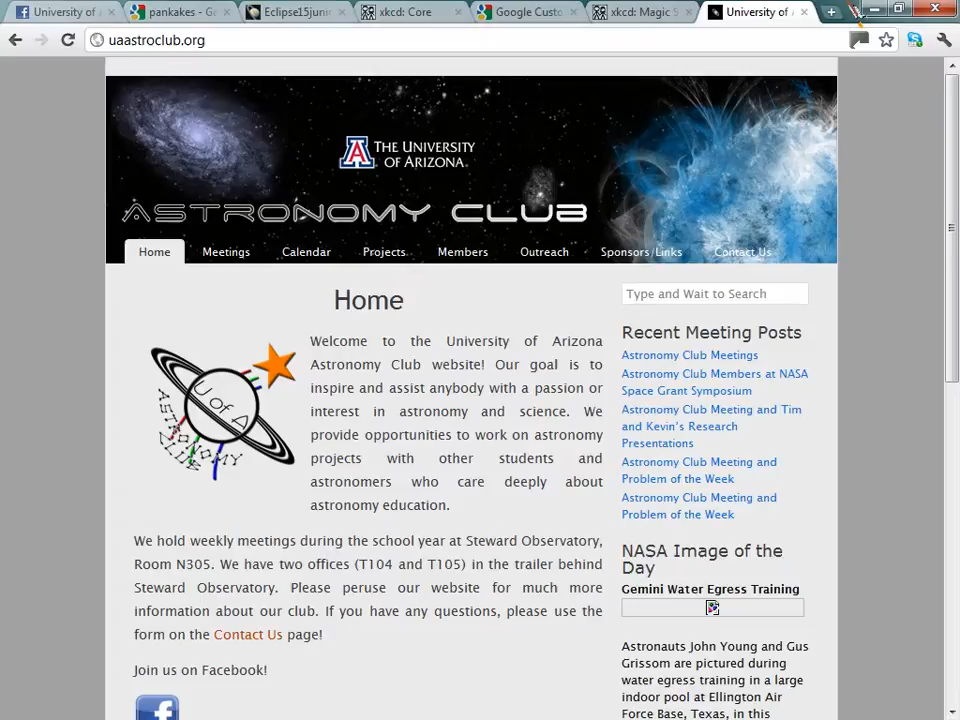 University of A
pankakes - Go
Eclipse15juni
xkcd: Core
Google Custo
xkcd: Magic S
University of A
uaastroclub.org
THE UNIVERSITY
OF ARIZONA
ASTRONOMY CLUB
Home
Meetings
Calendar
Projects
Members
Outreach
Sponsors/Links
Contact Us
Home
Type and Wait to Search
U of A
ASTRONOMY
CLUB
Welcome to the University of Arizona
Astronomy Club website! Our goal is to
inspire and assist anybody with a passion or
interest in astronomy and science. We
provide opportunities to work on astronomy
projects with other students and
astronomers who care deeply about
astronomy education.
We hold weekly meetings during the school year at Steward Observatory,
Room N305. We have two offices (T104 and T105) in the trailer behind
Steward Observatory. Please peruse our website for much more
information about our club. If you have any questions, please use the
form on the Contact Us page!
Join us on Facebook!
Recent Meeting Posts
Astronomy Club Meetings
Astronomy Club Members at NASA
Space Grant Symposium
Astronomy Club Meeting and Tim
and Kevin's Research
Presentations
Astronomy Club Meeting and
Problem of the Week
Astronomy Club Meeting and
Problem of the Week
NASA Image of the
Day
Gemini Water Egress Training
Astronauts John Young and Gus
Grissom are pictured during
water egress training in a large
indoor pool at Ellington Air
Force Base, Texas, in this